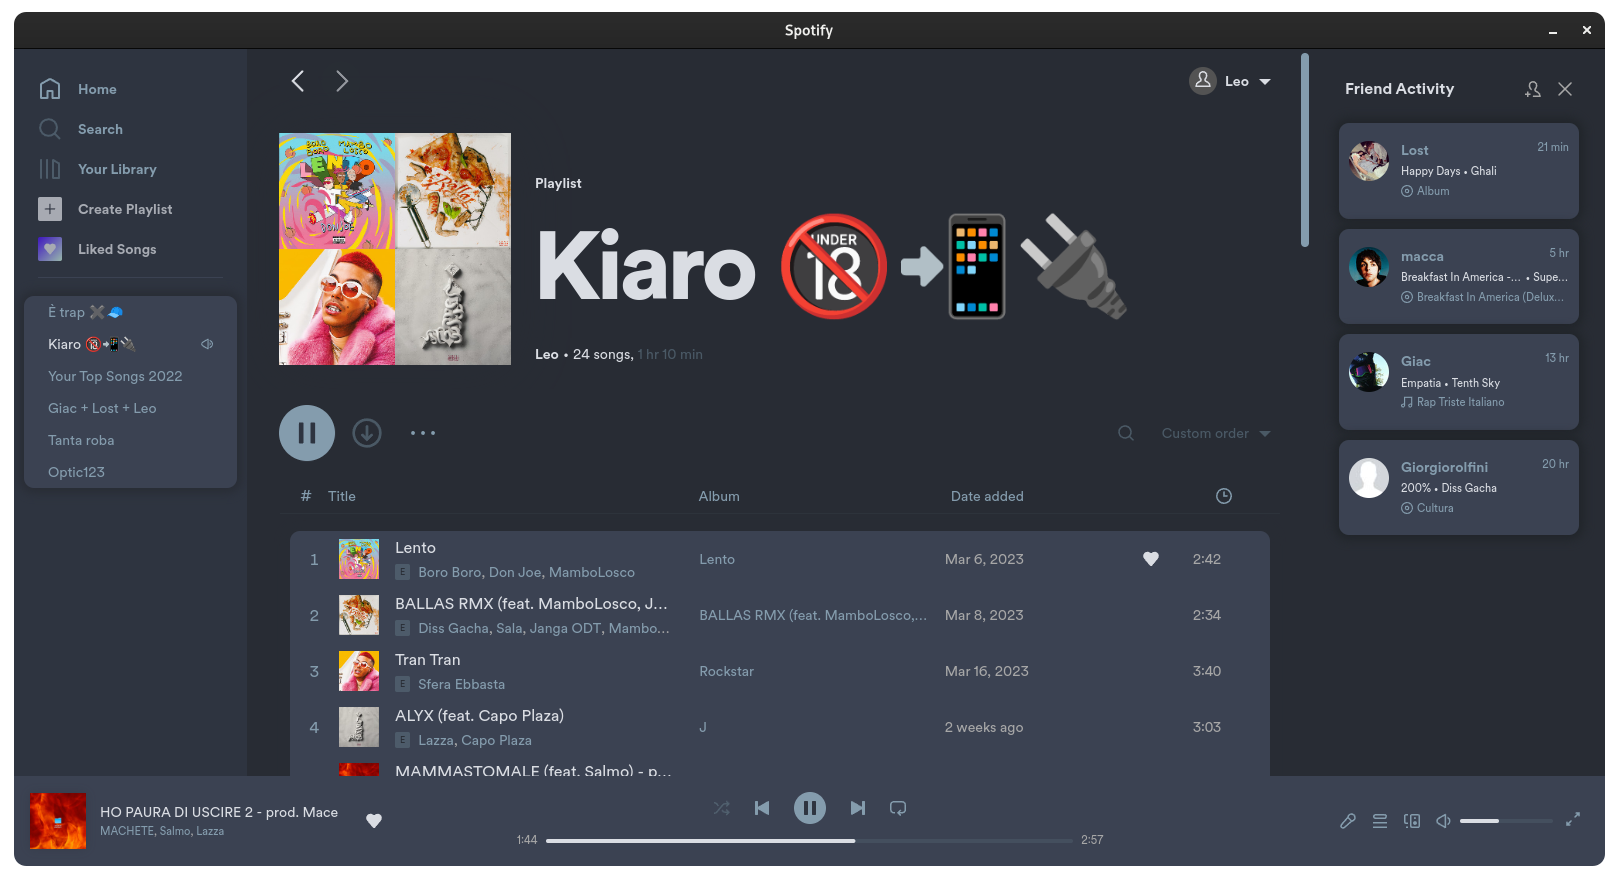 Spotify
Home
Search
Your Library
Create Playlist
Liked Songs
È trap ✖️🧢
Kiaro 🔞📲🔌
Your Top Songs 2022
Giac + Lost + Leo
Tanta roba
Optic123
Leo
Playlist
Kiaro 🔞📲🔌
Leo • 24 songs, 1 hr 10 min
Custom order
# Title Album Date added
1 Lento Lento Mar 6, 2023 2:42
E Boro Boro, Don Joe, MamboLosco
2 BALLAS RMX (feat. MamboLosco, J... BALLAS RMX (feat. MamboLosco,... Mar 8, 2023 2:34
E Diss Gacha, Sala, Janga ODT, Mambo...
3 Tran Tran Rockstar Mar 16, 2023 3:40
E Sfera Ebbasta
4 ALYX (feat. Capo Plaza) J 2 weeks ago 3:03
E Lazza, Capo Plaza
MAMMASTOMALE (feat. Salmo) - p...
Friend Activity
Lost 21 min
Happy Days • Ghali
Album
macca 5 hr
Breakfast In America -... • Supe...
Breakfast In America (Delux...
Giac 13 hr
Empatia • Tenth Sky
Rap Triste Italiano
Giorgiorolfini 20 hr
200% • Diss Gacha
Cultura
HO PAURA DI USCIRE 2 - prod. Mace
MACHETE, Salmo, Lazza
1:44 2:57